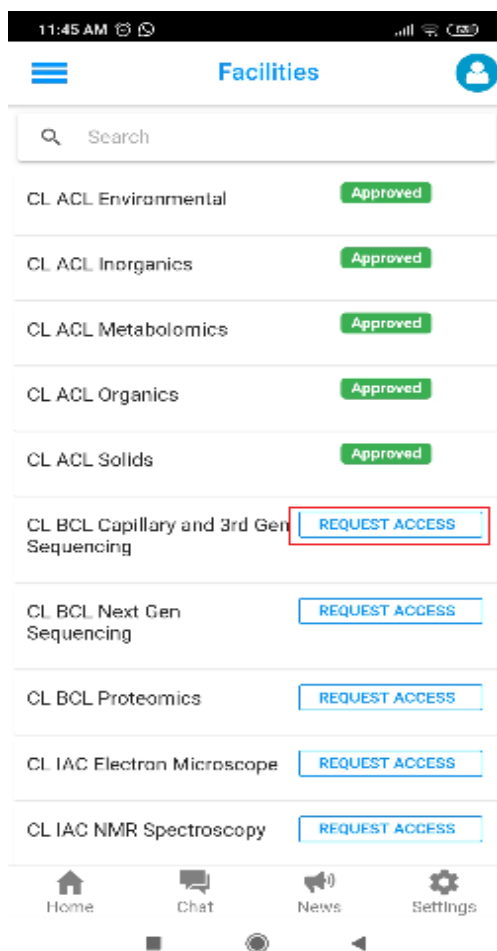 11:45 AM
Facilities
Search
CL ACL Environmental
Approved
CL ACL Inorganics
Approved
CL ACL Metabolomics
Approved
CL ACL Organics
Approved
CL ACL Solids
Approved
CL BCL Capillary and 3rd Gen
Sequencing
REQUEST ACCESS
CL BCL Next Gen
Sequencing
REQUEST ACCESS
CL BCL Proteomics
REQUEST ACCESS
CL IAC Electron Microscope
REQUEST ACCESS
CL IAC NMR Spectroscopy
REQUEST ACCESS
Home
Chat
News
Settings